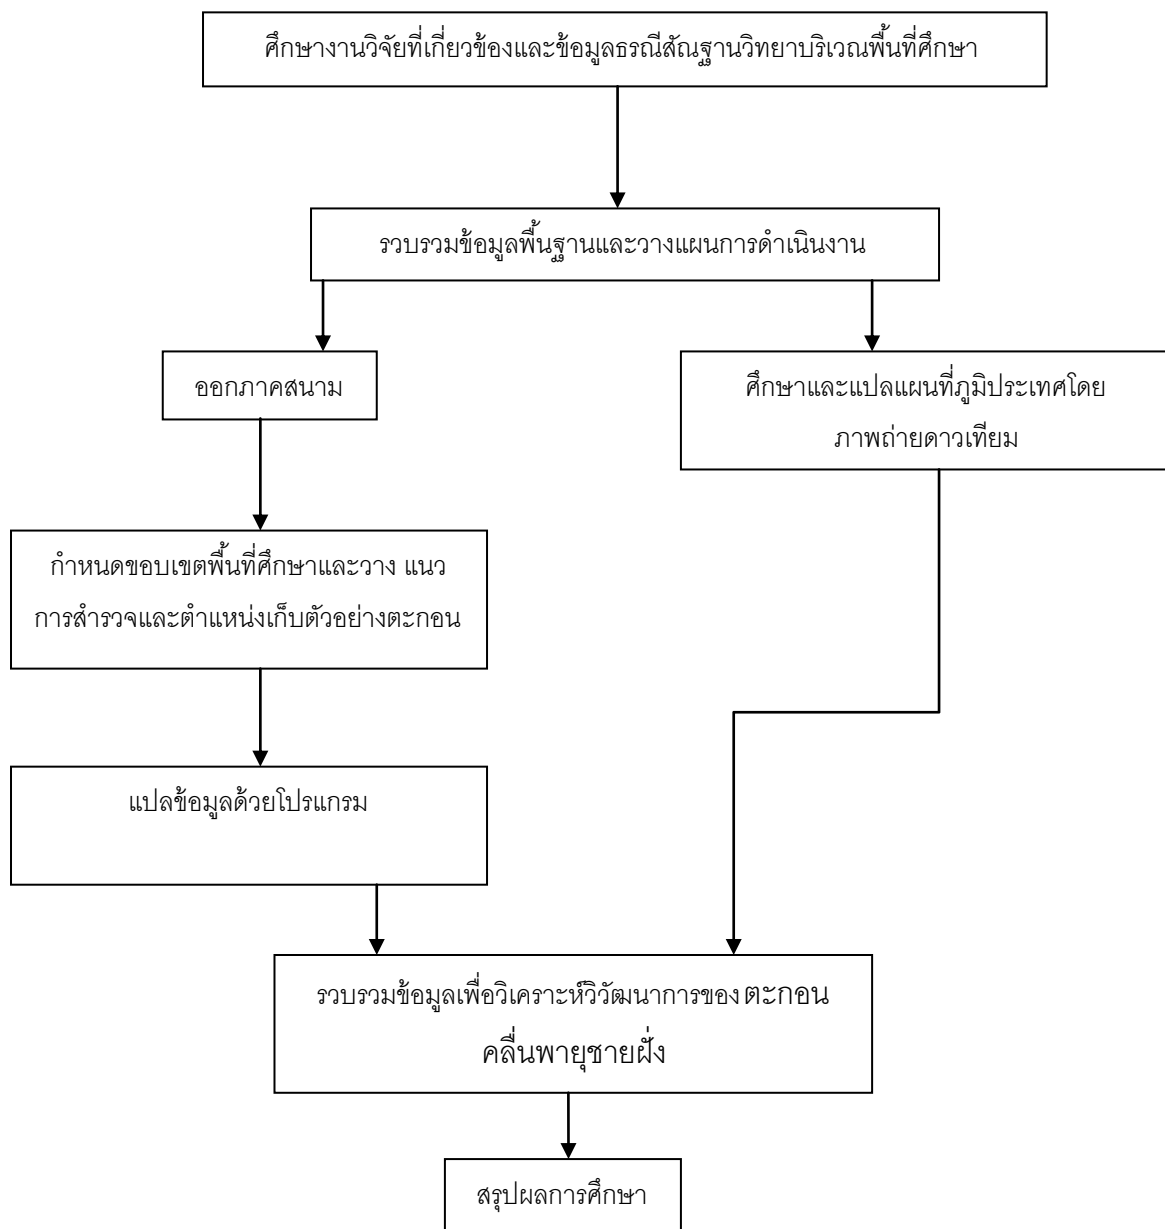 ศึกษางานวิจัยที่เกี่ยวข้องและข้อมูลธรณีสัณฐานวิทยาบริเวณพื้นที่ศึกษา
รวบรวมข้อมูลพื้นฐานและวางแผนการดำเนินงาน
ออกภาคสนาม
ศึกษาและแปลแผนที่ภูมิประเทศโดย
ภาพถ่ายดาวเทียม
กำหนดขอบเขตพื้นที่ศึกษาและวาง แนว
การสำรวจและตำแหน่งเก็บตัวอย่างตะกอน
แปลข้อมูลด้วยโปรแกรม
รวบรวมข้อมูลเพื่อวิเคราะห์วิวัฒนาการของตะกอน
คลื่นพายุชายฝั่ง
สรุปผลการศึกษา